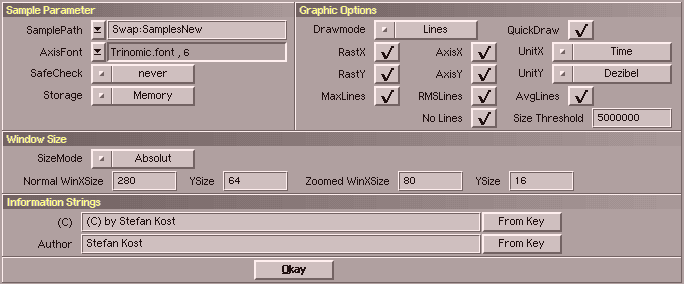 Sample Parameter
SamplePath Swap:SamplesNew
AxisFont Trinomic.font , 6
SafeCheck never
Storage Memory
Graphic Options
Drawmode Lines QuickDraw
RastX AxisX UnitX Time
RastY AxisY UnitY Dezibel
MaxLines RMSLines AvgLines
No Lines Size Threshold 5000000
Window Size
SizeMode Absolut
Normal WinXSize 280 YSize 64 Zoomed WinXSize 80 YSize 16
Information Strings
(C) (C) by Stefan Kost From Key
Author Stefan Kost From Key
Okay